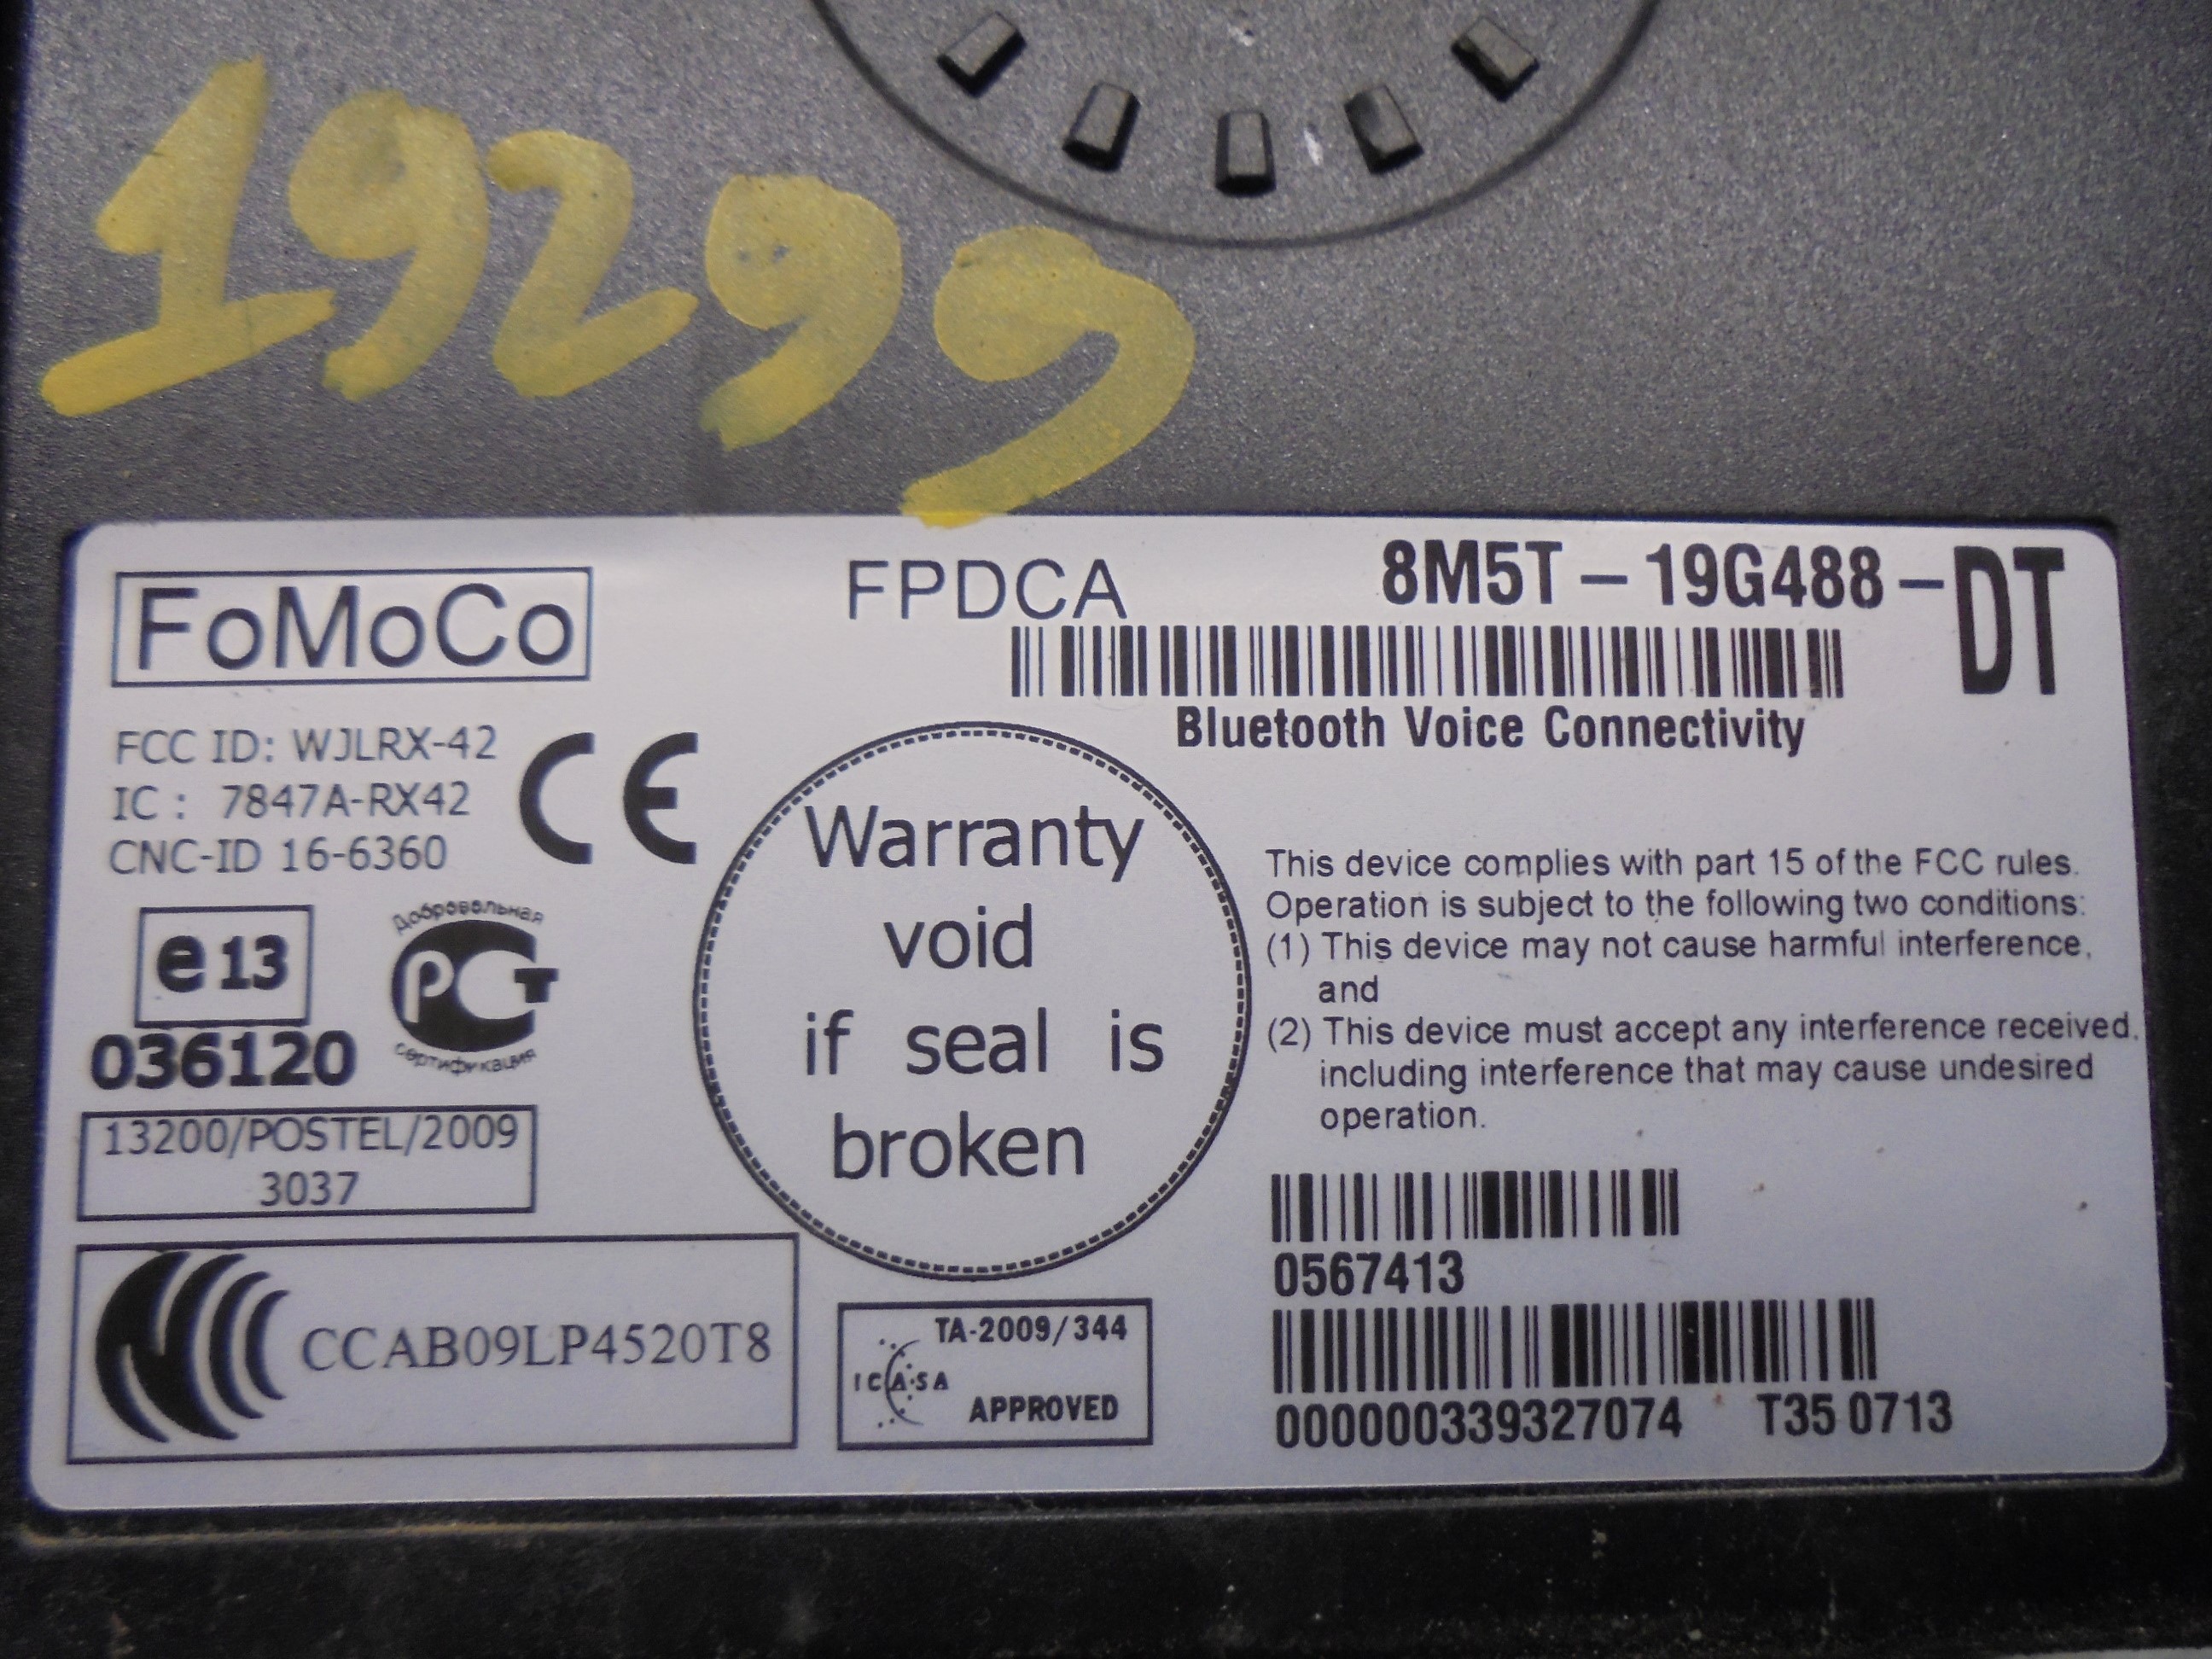 19299
FoMoCo
FPDCA
8M5T-19G488-DT
Bluetooth Voice Connectivity
FCC ID: WJLRX-42
IC : 7847A-RX42
CNC-ID 16-6360
CE
e13
036120
Добровольная
РСТ
сертификация
13200/POSTEL/2009
3037
CCAB09LP4520T8
Warranty
void
if seal is
broken
TA-2009/344
ICASA
APPROVED
This device complies with part 15 of the FCC rules.
Operation is subject to the following two conditions:
(1) This device may not cause harmful interference,
and
(2) This device must accept any interference received,
including interference that may cause undesired
operation.
0567413
000000339327074 T35 0713